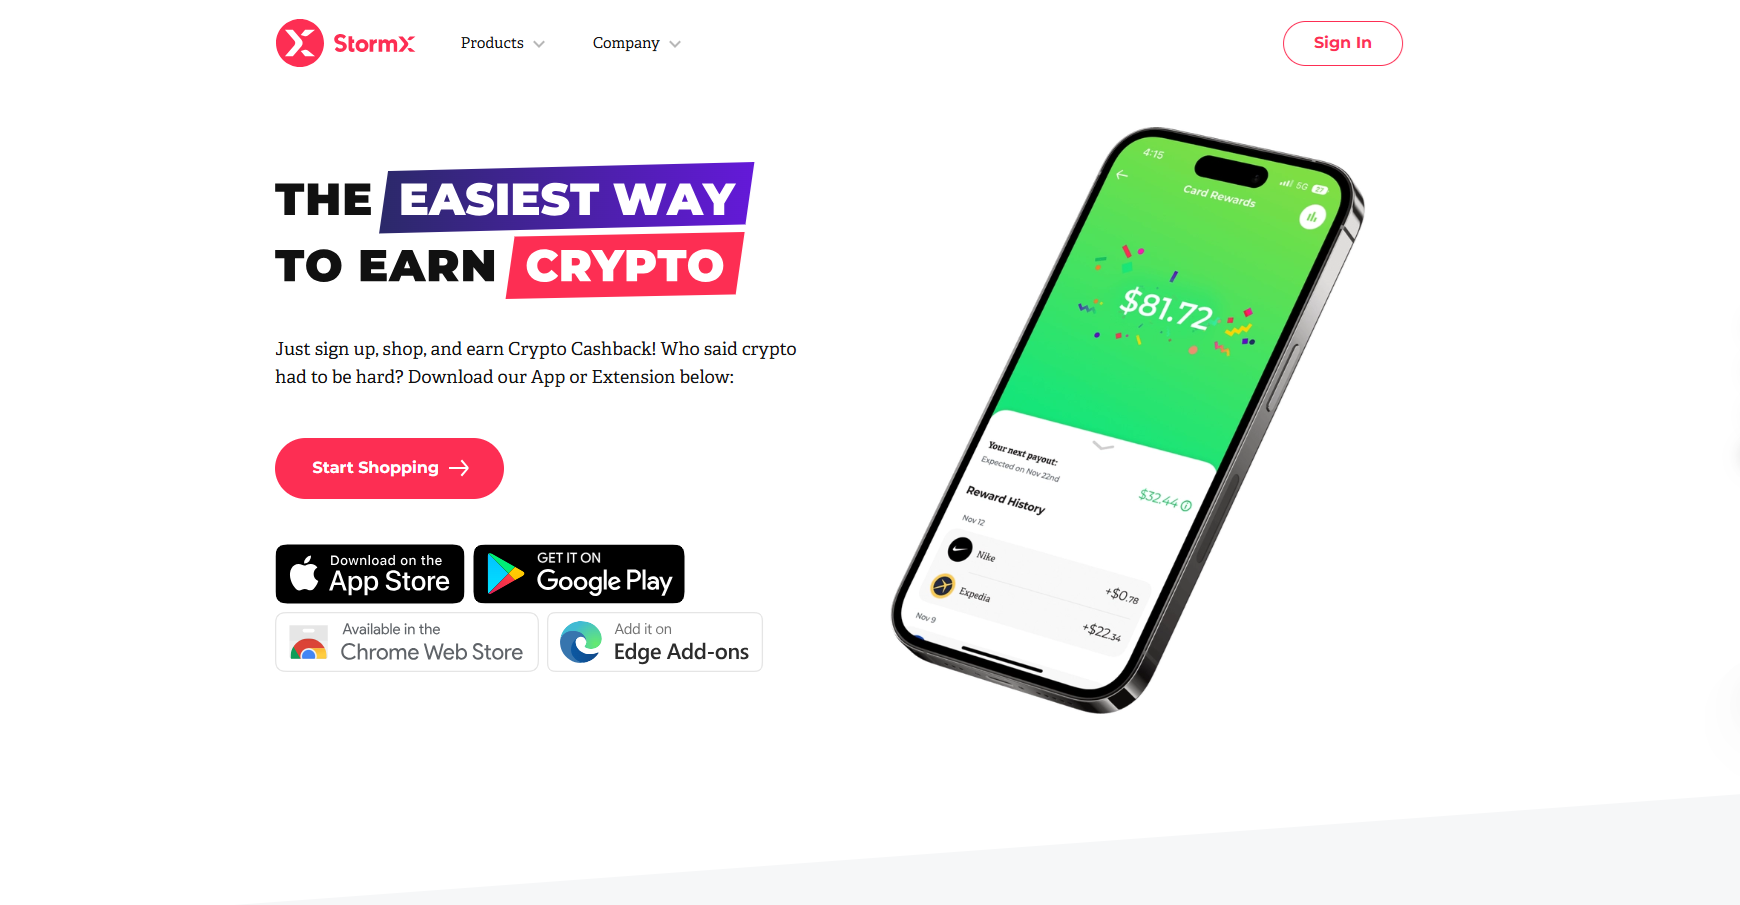 StormX
Products
Company
Sign In
THE EASIEST WAY
TO EARN CRYPTO
Just sign up, shop, and earn Crypto Cashback! Who said crypto
had to be hard? Download our App or Extension below:
Start Shopping
Download on the
App Store
GET IT ON
Google Play
Available in the
Chrome Web Store
Add it on
Edge Add-ons
4:15
5G 27
Card Rewards
$81.72
Your next payout:
Expected on Nov 22nd
$32.44
Reward History
Nov 12
Nike
+$0.78
Expedia
+$22.34
Nov 9